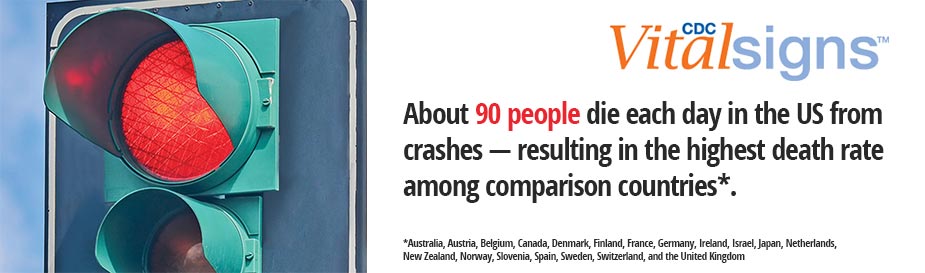 CDC
Vitalsigns™
About 90 people die each day in the US from
crashes — resulting in the highest death rate
among comparison countries*.
*Australia, Austria, Belgium, Canada, Denmark, Finland, France, Germany, Ireland, Israel, Japan, Netherlands,
New Zealand, Norway, Slovenia, Spain, Sweden, Switzerland, and the United Kingdom